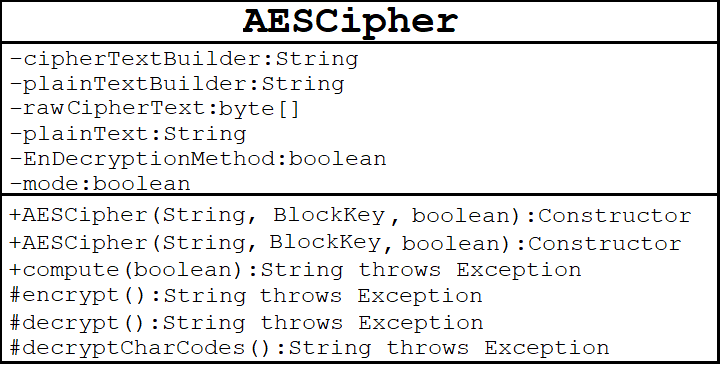 AESCipher
-cipherTextBuilder:String
-plainTextBuilder:String
-rawCipherText:byte[]
-plainText:String
-EnDecryptionMethod:boolean
-mode:boolean
+AESCipher(String, BlockKey, boolean):Constructor
+AESCipher(String, BlockKey, boolean):Constructor
+compute(boolean):String throws Exception
#encrypt():String throws Exception
#decrypt():String throws Exception
#decryptCharCodes():String throws Exception